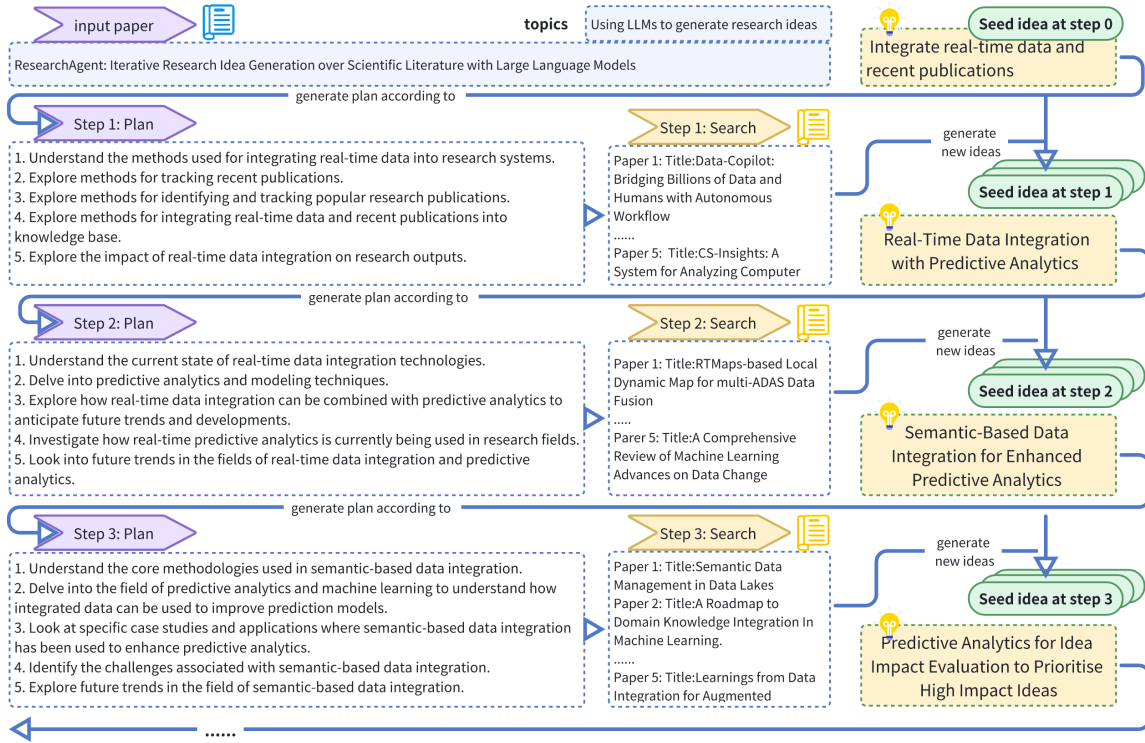 input paper
topics
Using LLMs to generate research ideas
ResearchAgent: Iterative Research Idea Generation over Scientific Literature with Large Language Models
Seed idea at step 0
Integrate real-time data and
recent publications
generate plan according to
Step 1: Plan
1. Understand the methods used for integrating real-time data into research systems.
2. Explore methods for tracking recent publications.
3. Explore methods for identifying and tracking popular research publications.
4. Explore methods for integrating real-time data and recent publications into
knowledge base.
5. Explore the impact of real-time data integration on research outputs.
Step 1: Search
Paper 1: Title:Data-Copilot:
Bridging Billions of Data and
Humans with Autonomous
Workflow
......
Paper 5:  Title:CS-Insights: A
System for Analyzing Computer
generate
new ideas
Seed idea at step 1
Real-Time Data Integration
with Predictive Analytics
generate plan according to
Step 2: Plan
1. Understand the current state of real-time data integration technologies.
2. Delve into predictive analytics and modeling techniques.
3. Explore how real-time data integration can be combined with predictive analytics to
anticipate future trends and developments.
4. Investigate how real-time predictive analytics is currently being used in research fields.
5. Look into future trends in the fields of real-time data integration and predictive
analytics.
Step 2: Search
Paper 1: Title:RTMaps-based Local
Dynamic Map for multi-ADAS Data
Fusion
.....
Parer 5: Title:A Comprehensive
Review of Machine Learning
Advances on Data Change
generate
new ideas
Seed idea at step 2
Semantic-Based Data
Integration for Enhanced
Predictive Analytics
generate plan according to
Step 3: Plan
1. Understand the core methodologies used in semantic-based data integration.
2. Delve into the field of predictive analytics and machine learning to understand how
integrated data can be used to improve prediction models.
3. Look at specific case studies and applications where semantic-based data integration
has been used to enhance predictive analytics.
4. Identify the challenges associated with semantic-based data integration.
5. Explore future trends in the field of semantic-based data integration.
Step 3: Search
Paper 1: Title:Semantic Data
Management in Data Lakes
Paper 2: Title:A Roadmap to
Domain Knowledge Integration In
Machine Learning.
......
Paper 5: Title:Learnings from Data
Integration for Augmented
generate
new ideas
Seed idea at step 3
Predictive Analytics for Idea
Impact Evaluation to Prioritise
High Impact Ideas
......